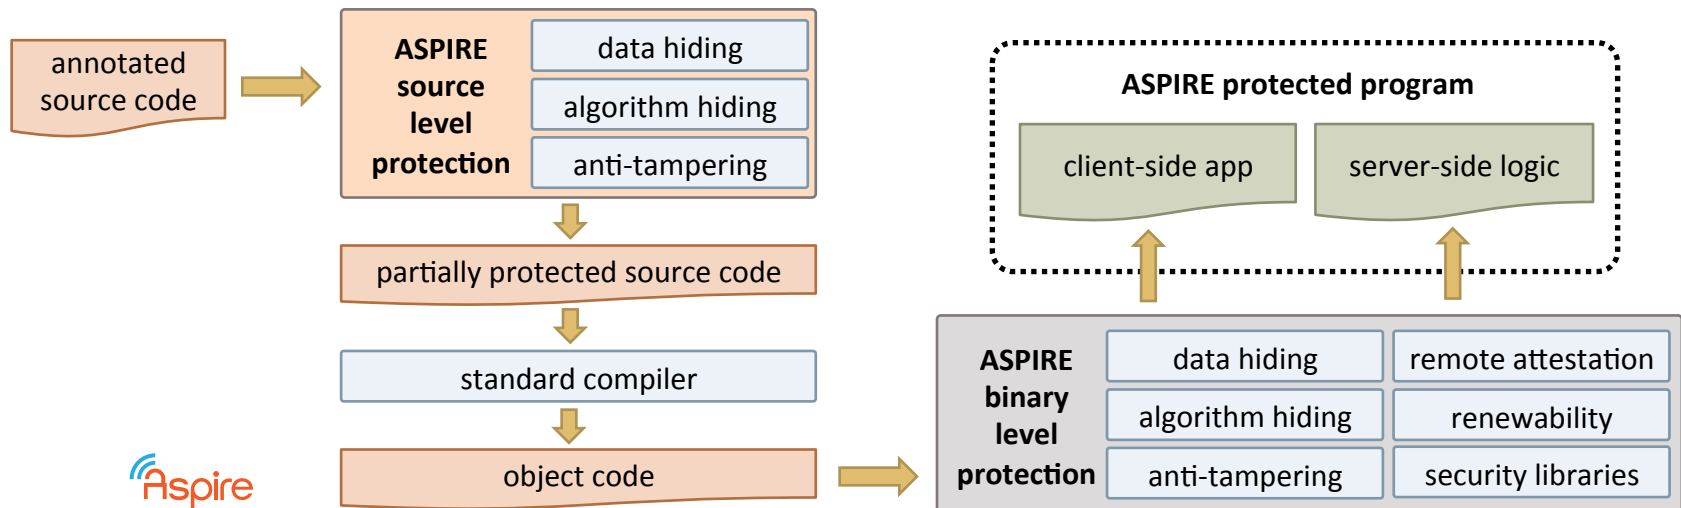 annotated
source code
ASPIRE
source
level
protection
data hiding
algorithm hiding
anti-tampering
partially protected source code
standard compiler
object code
Aspire
ASPIRE protected program
client-side app
server-side logic
ASPIRE
binary
level
protection
data hiding
algorithm hiding
anti-tampering
remote attestation
renewability
security libraries